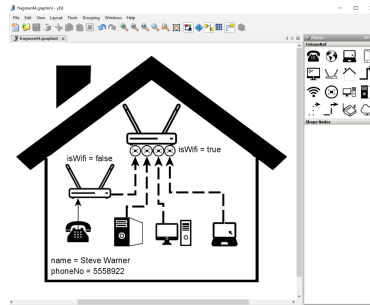 fragment4.graphml - yEd
File Edit View Layout Tools Grouping Windows Help
fragment4.graphml
Palette
TelcomRef
Shape Nodes
isWifi = true
isWifi = false
name = Steve Warner
phoneNo = 5558922